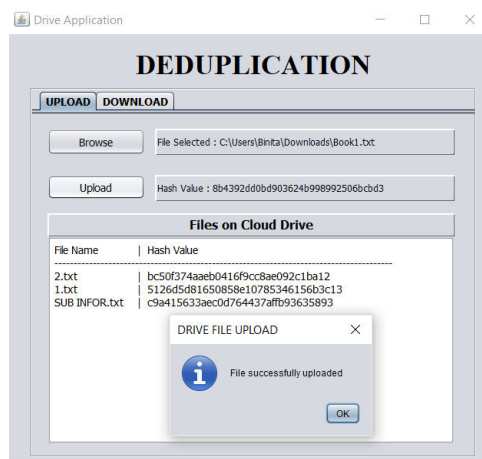 Drive Application
DEDUPLICATION
UPLOAD DOWNLOAD
Browse File Selected : C:\Users\Binita\Downloads\Book1.txt
Upload Hash Value : 8b4392dd0bd903624b998992506bcbd3
Files on Cloud Drive
File Name | Hash Value
--------------------------------------------------------------------------------
2.txt | bc50f374aaeb0416f9cc8ae092c1ba12
1.txt | 5126d5d81650858e10785346156b3c13
SUB INFOR.txt | c9a415633aec0d764437affb93635893
DRIVE FILE UPLOAD
File successfully uploaded
OK